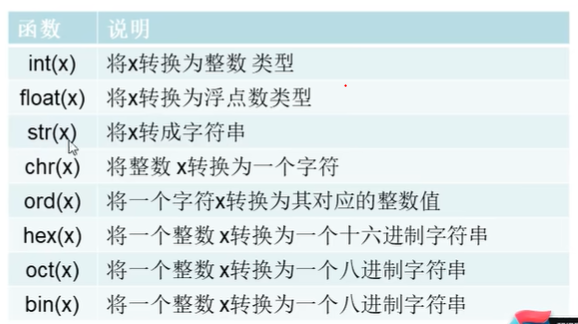 函数 说明
int(x) 将x转换为整数 类型
float(x) 将x转换为浮点数类型
str(x) 将x转成字符串
chr(x) 将整数 x转换为一个字符
ord(x) 将一个字符x转换为其对应的整数值
hex(x) 将一个整数 x转换为一个十六进制字符串
oct(x) 将一个整数 x转换为一个八进制字符串
bin(x) 将一个整数 x转换为一个八进制字符串